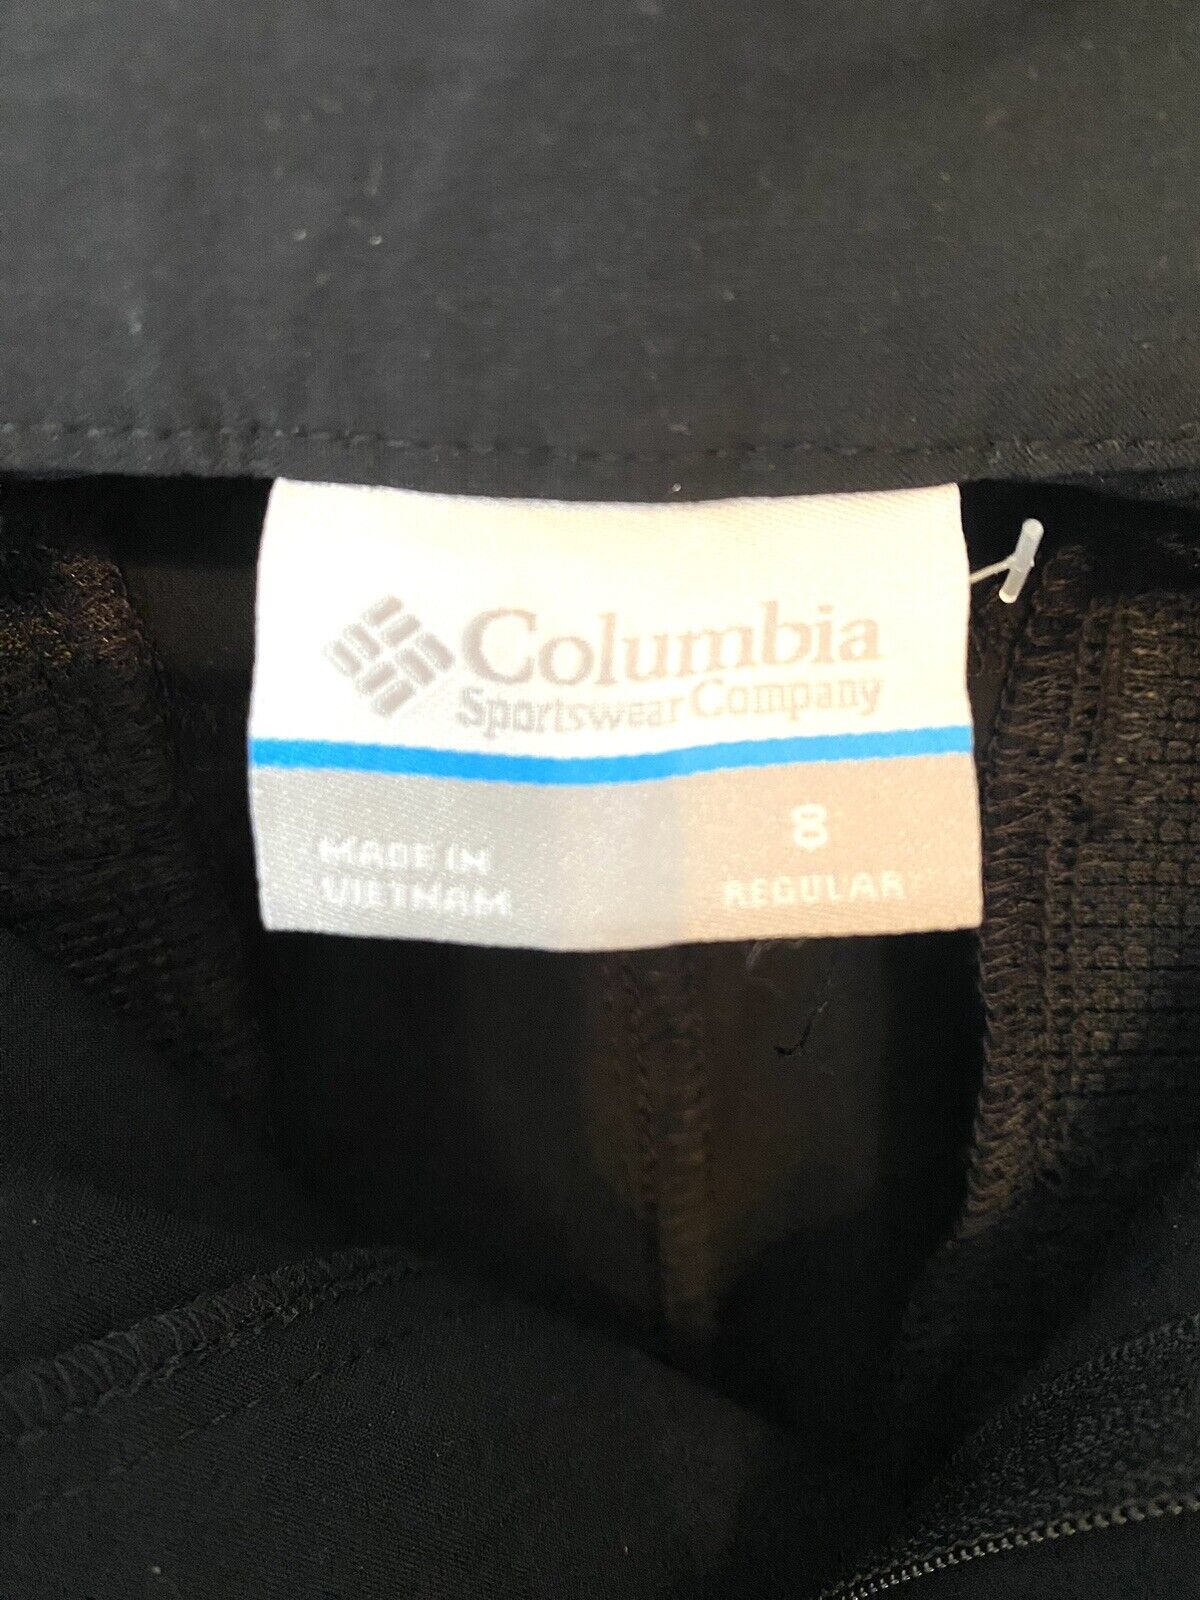 Columbia
Sportswear Company
MADE IN
VIETNAM
8
REGULAR